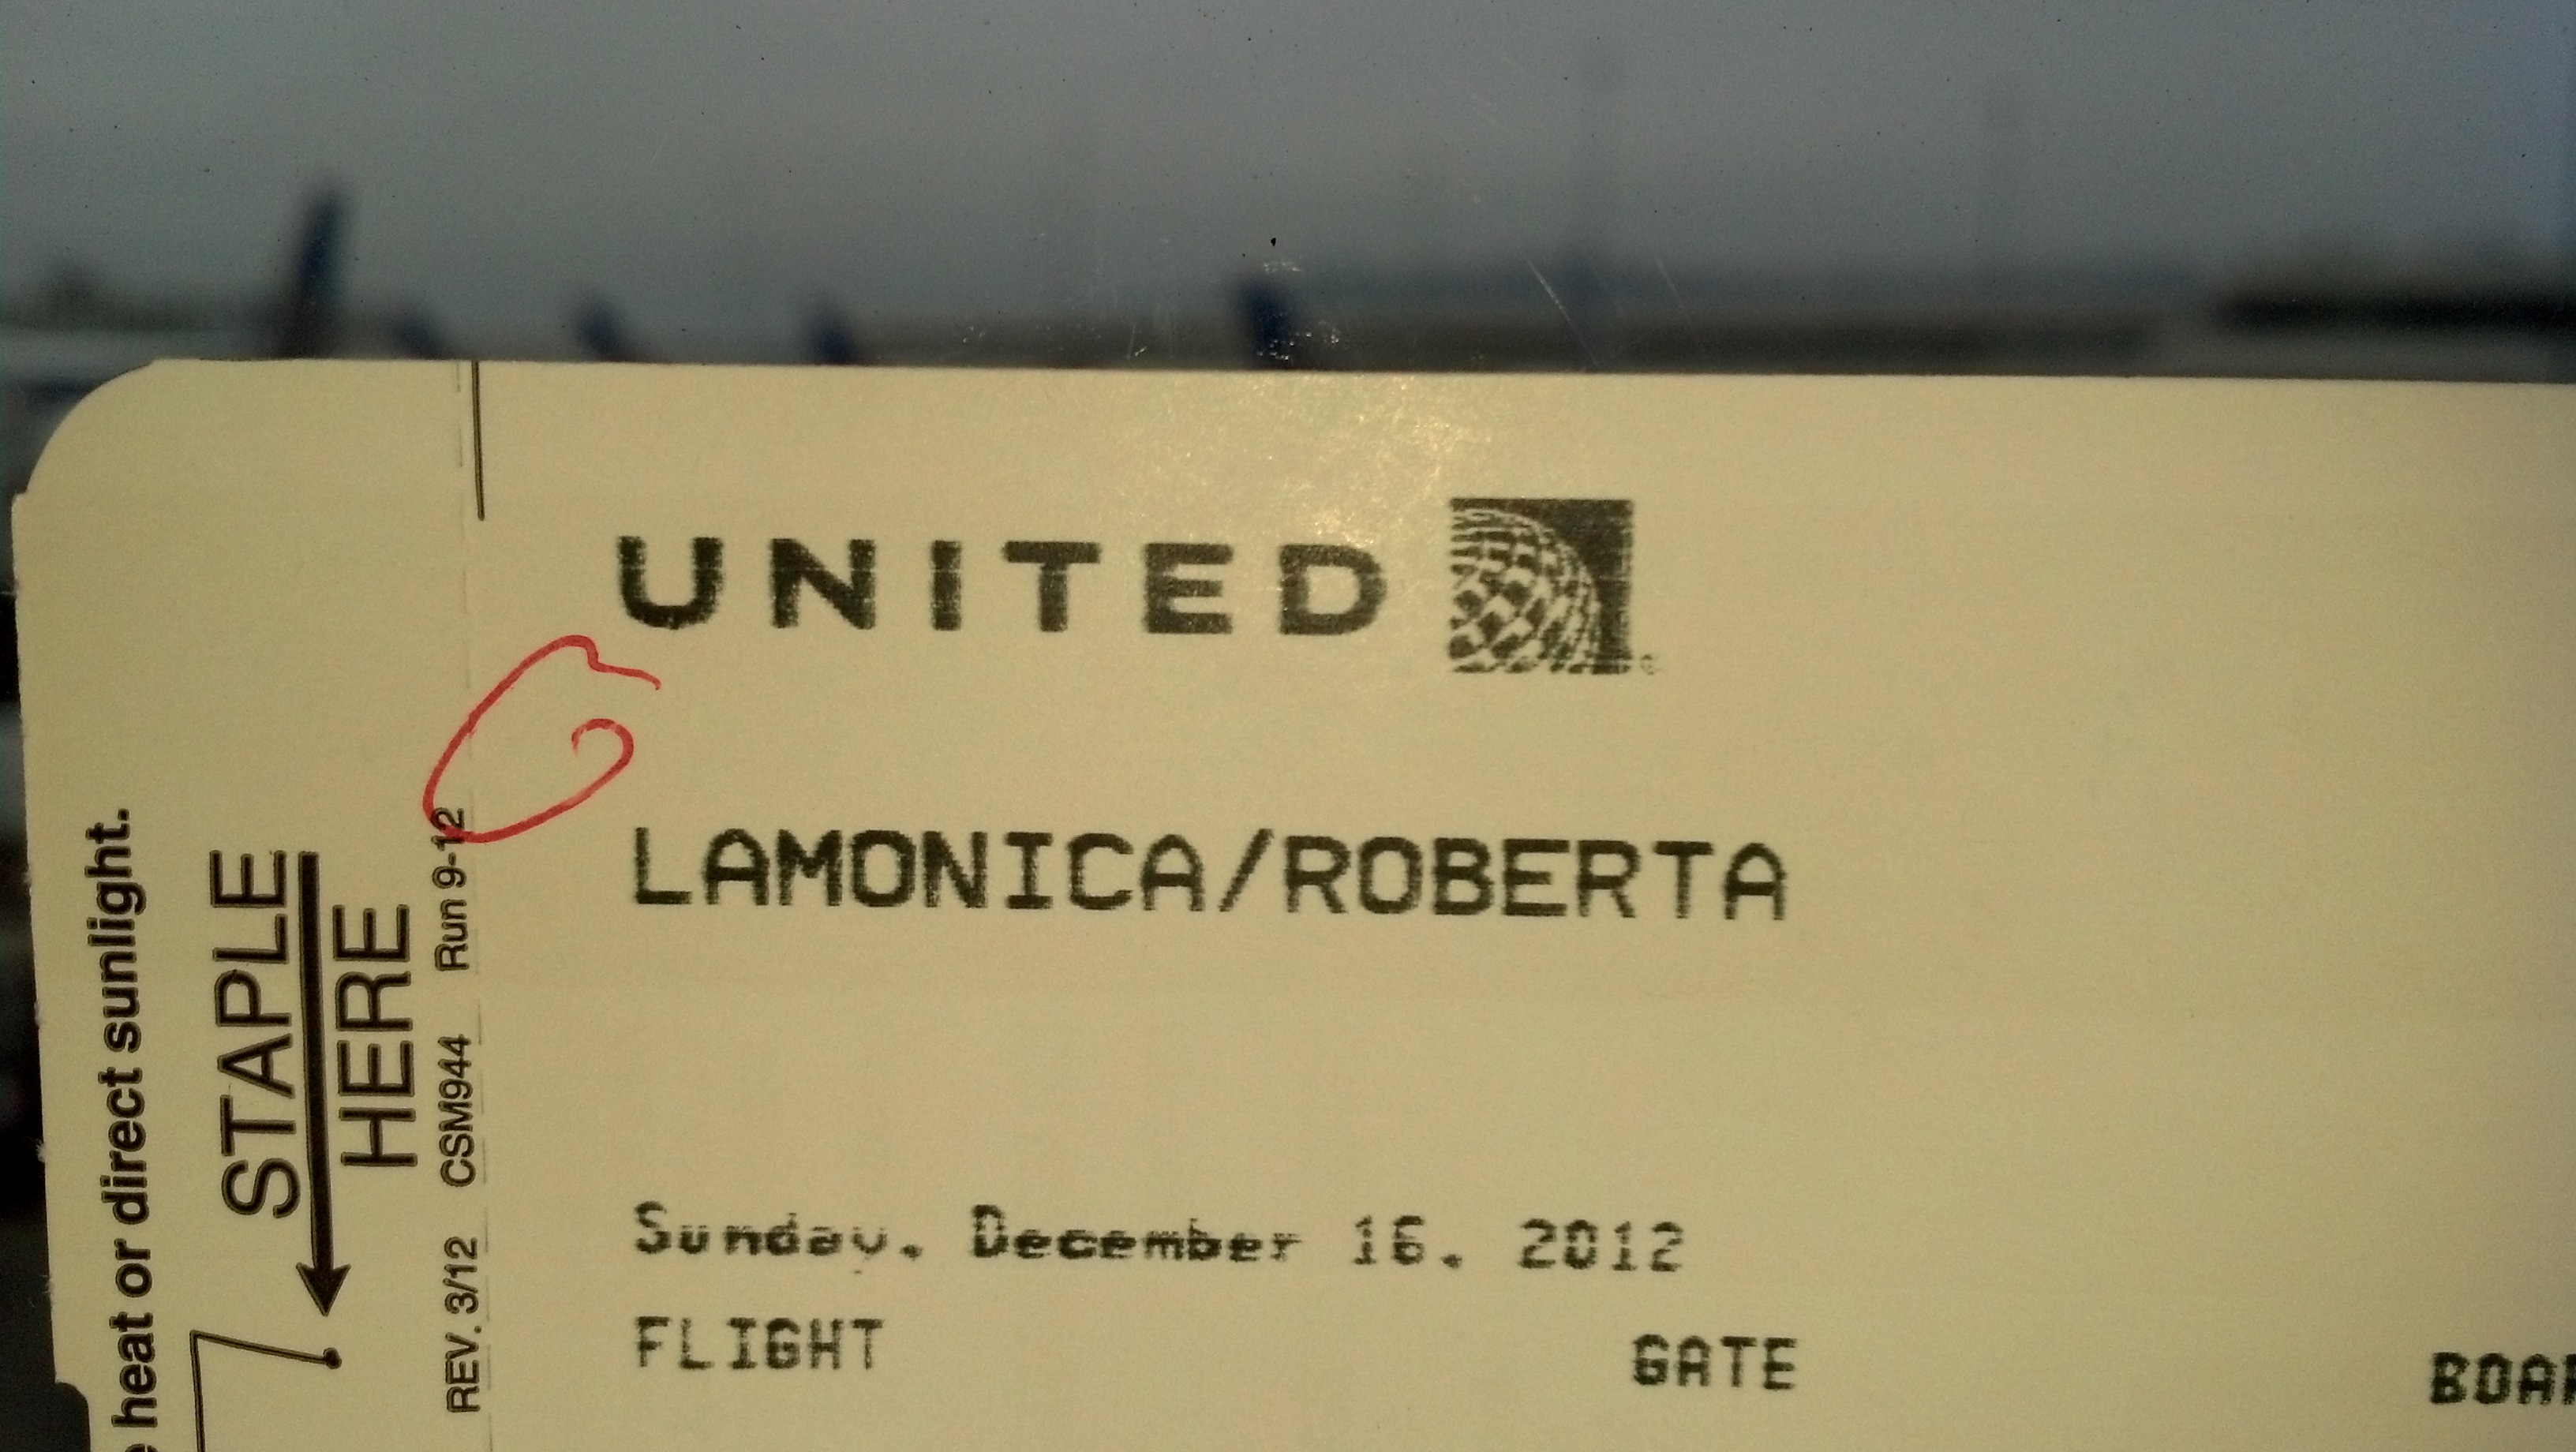 UNITED
LAMONICA/ROBERTA
Sunday, December 16, 2012
FLIGHT GATE
heat or direct sunlight.
STAPLE
HERE
REV. 3/12 CSM944 Run 9-12